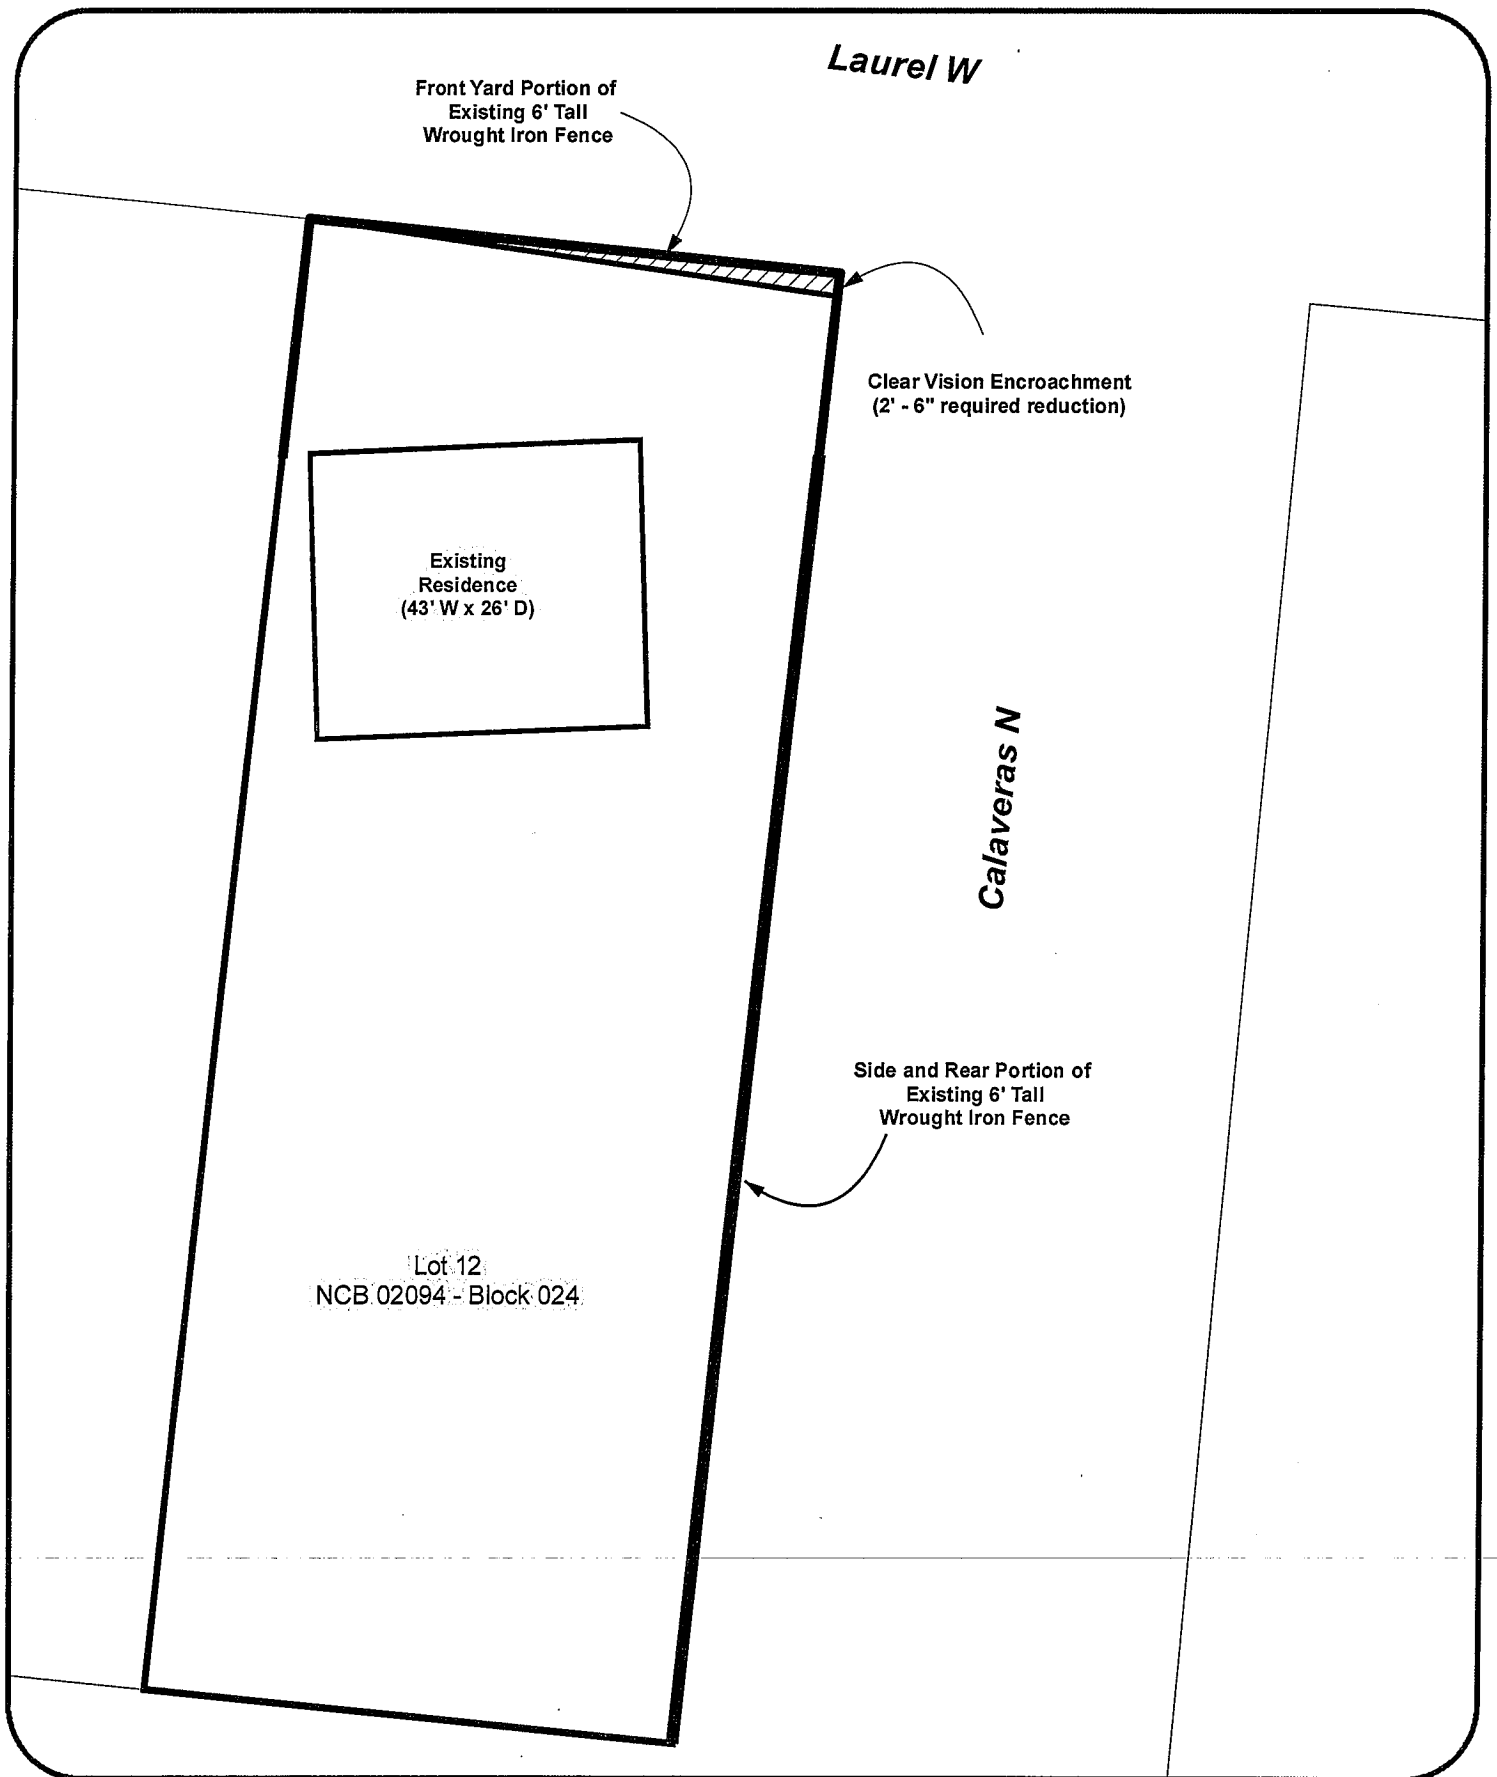 Laurel W
Front Yard Portion of
Existing 6' Tall
Wrought Iron Fence
Clear Vision Encroachment
(2' - 6" required reduction)
Existing
Residence
(43' W x 26' D)
Calaveras N
Side and Rear Portion of
Existing 6' Tall
Wrought Iron Fence
Lot 12
NCB 02094 - Block 024